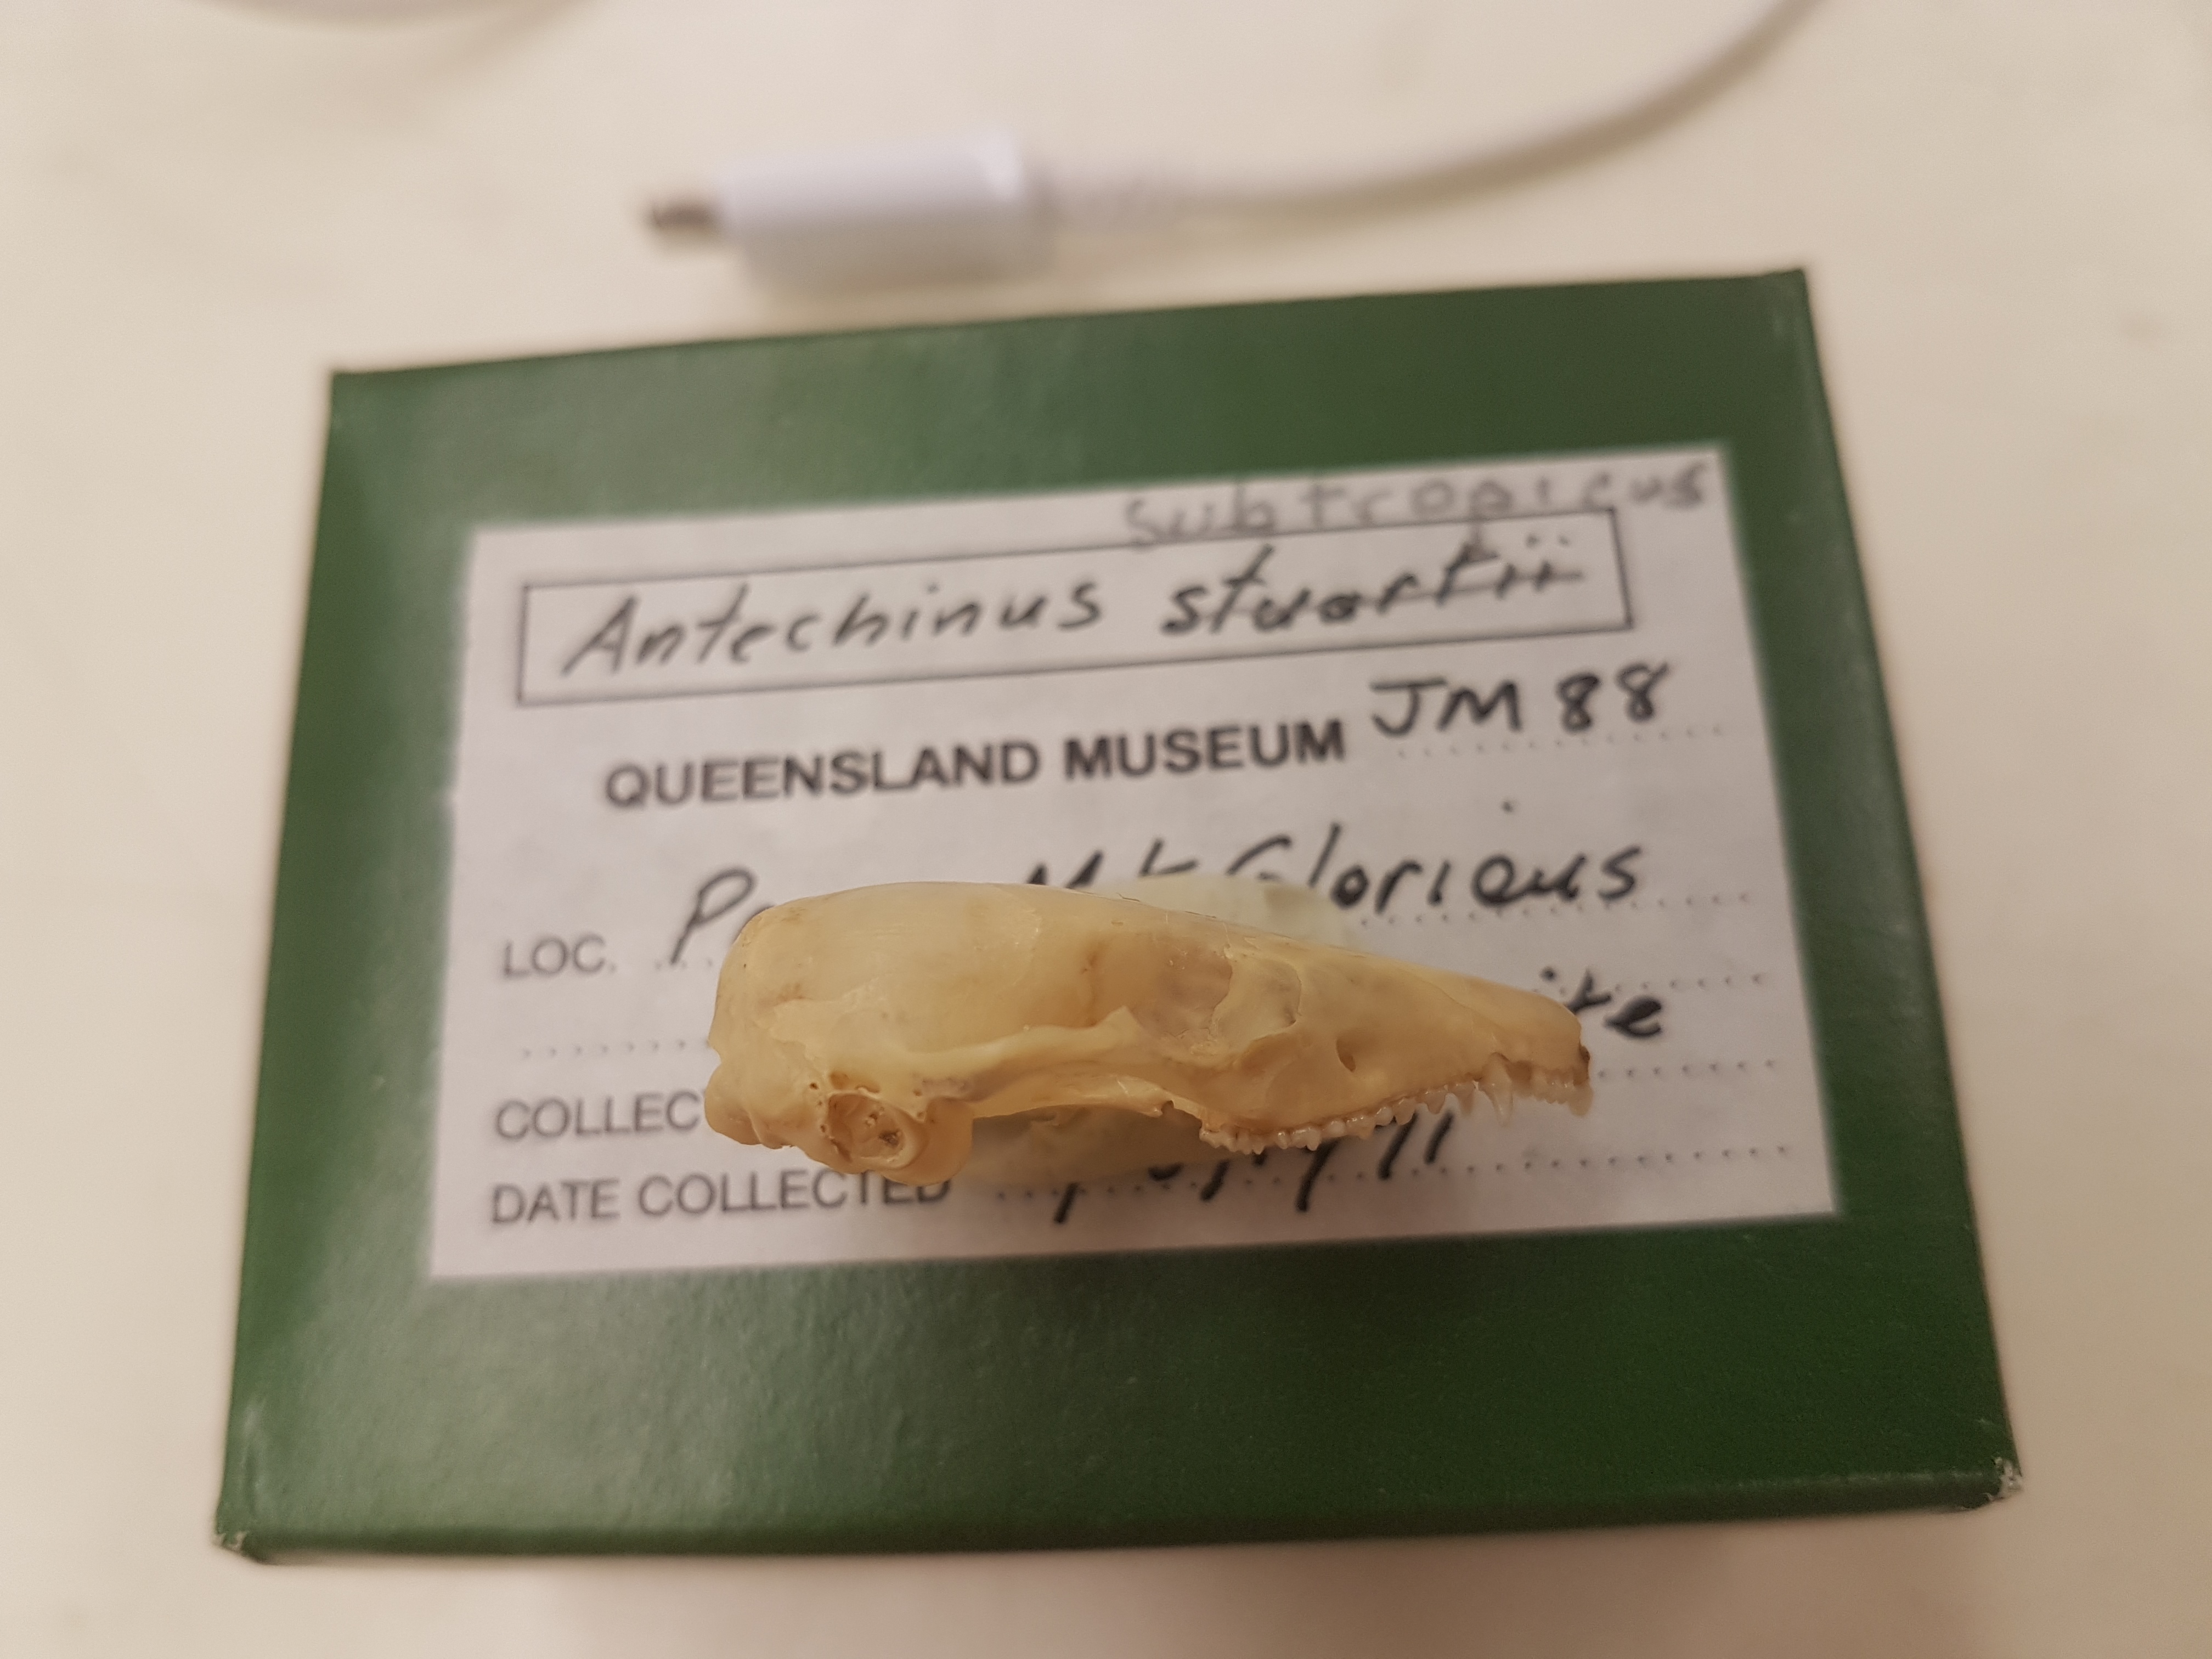 subtropicus
Antechinus stuartii
QUEENSLAND MUSEUM JM 88
LOC. Mt Glorious
COLLEC
DATE COLLECTED